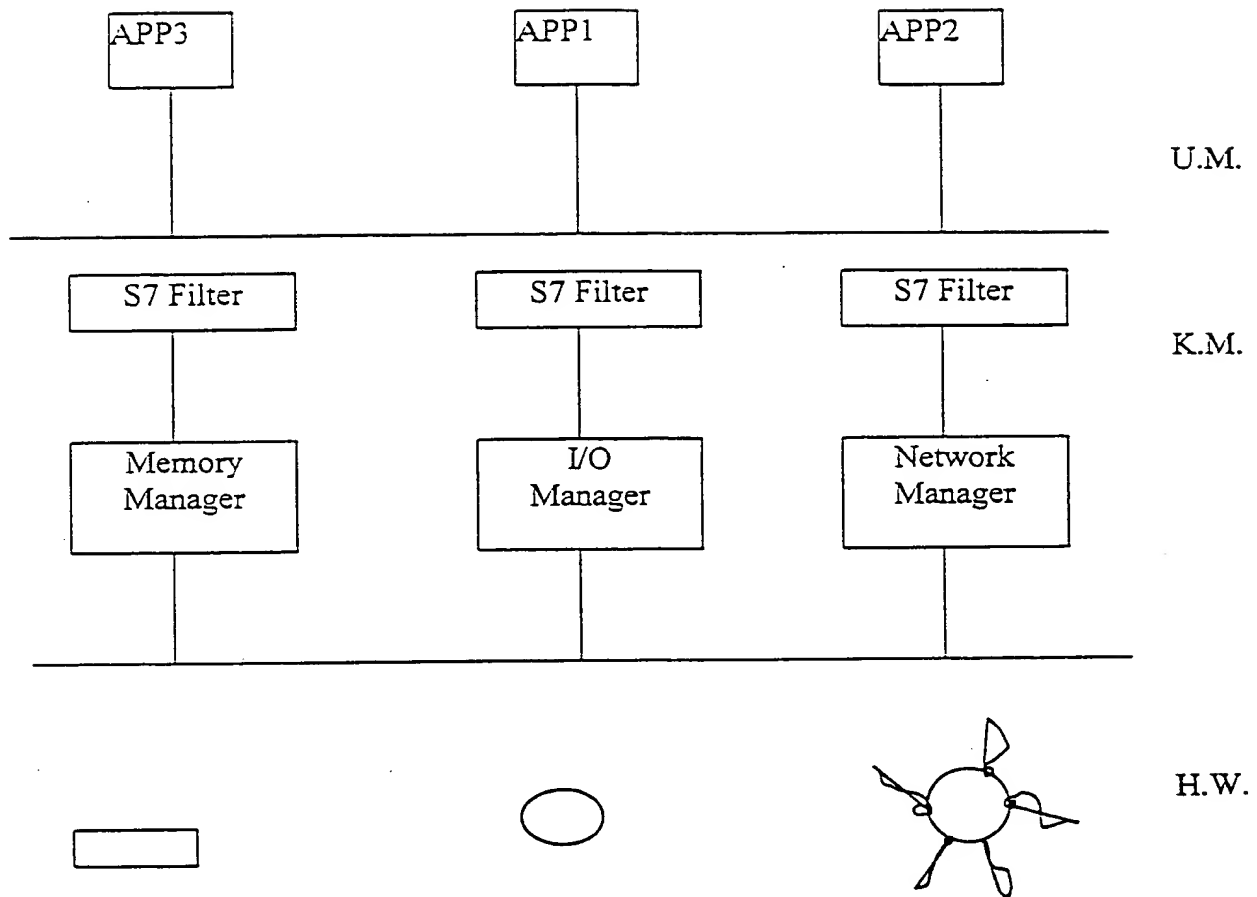 APP3
APP1
APP2
U.M.
S7 Filter
S7 Filter
S7 Filter
K.M.
Memory
Manager
I/O
Manager
Network
Manager
H.W.